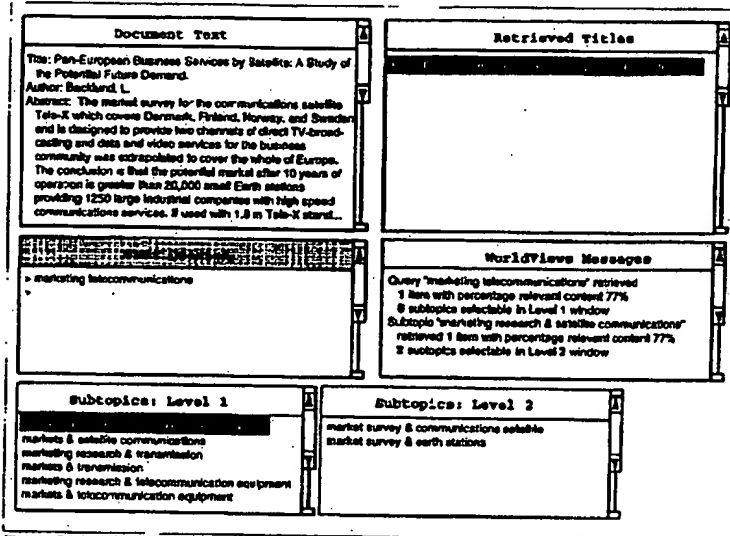 Document Text
Title: Pan-European Business Services by Satellite: A Study of
the Potential Future Demand.
Author: Backlund, L.
Abstract: The market survey for the communications satellite
Tele-X which covers Denmark, Finland, Norway, and Sweden
and is designed to provide two channels of direct TV-broad-
casting and data and video services for the business
community was extrapolated to cover the whole of Europe.
The conclusion is that the potential market after 10 years of
operation is greater than 20,000 small Earth stations
providing 1250 large industrial companies with high speed
communications services. If used with 1.8 m Tele-X stand...
Retrieved Titles
> marketing telecommunications
>
WorldViews Messages
Query "marketing telecommunications" retrieved
1 item with percentage relevant content 77%
6 subtopics selectable in Level 1 window
Subtopic "marketing research & satellite communications"
retrieved 1 item with percentage relevant content 77%
2 subtopics selectable in Level 2 window
Subtopics: Level 1
markets & satellite communications
marketing research & transmission
markets & transmission
marketing research & telecommunication equipment
markets & telecommunication equipment
Subtopics: Level 2
market survey & communications satellite
market survey & earth stations